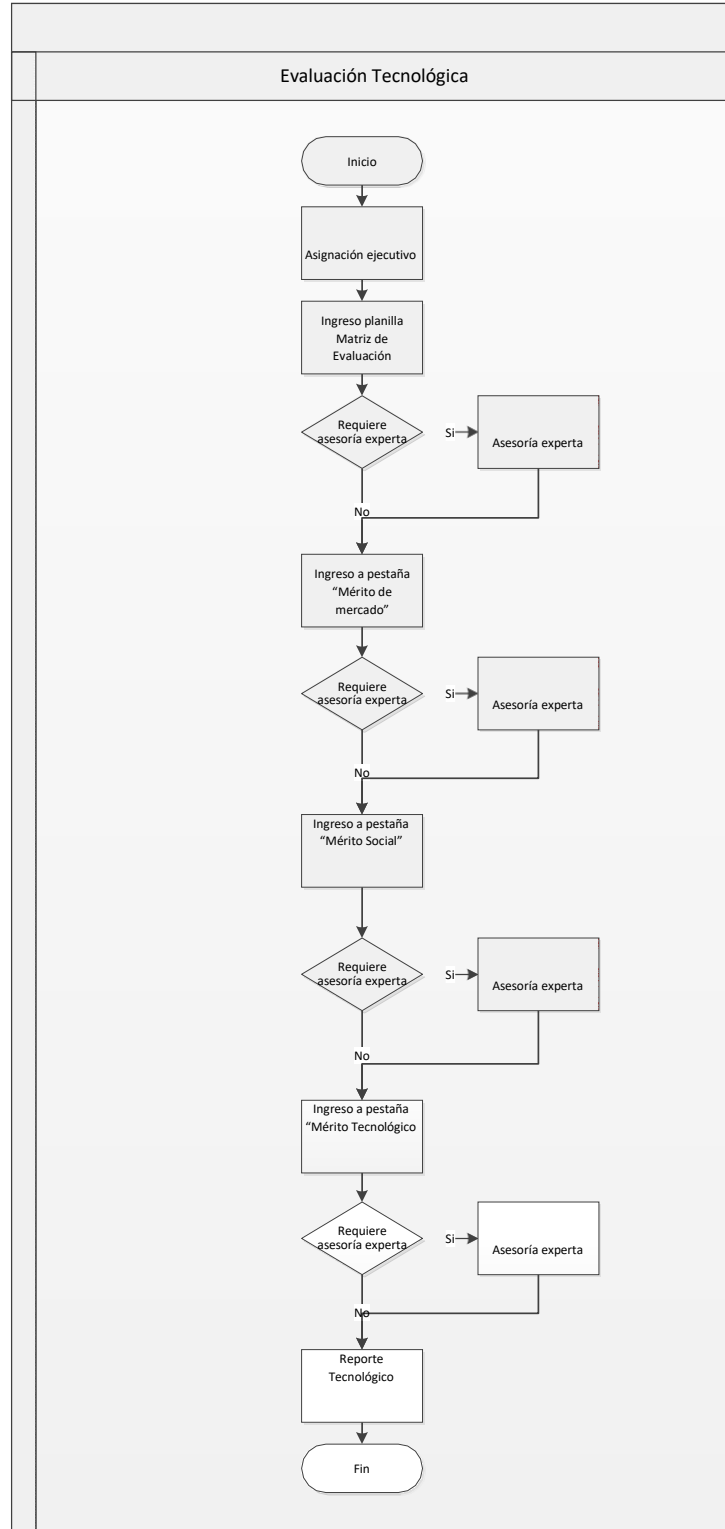 Evaluación Tecnológica
Inicio
Asignación ejecutivo
Ingreso planilla
Matriz de
Evaluación
Requiere
asesoría experta
Si
Asesoría experta
No
Ingreso a pestaña
“Mérito de
mercado”
Requiere
asesoría experta
Si
Asesoría experta
No
Ingreso a pestaña
“Mérito Social”
Requiere
asesoría experta
Si
Asesoría experta
No
Ingreso a pestaña
“Mérito Tecnológico
Requiere
asesoría experta
Si
Asesoría experta
No
Reporte
Tecnológico
Fin